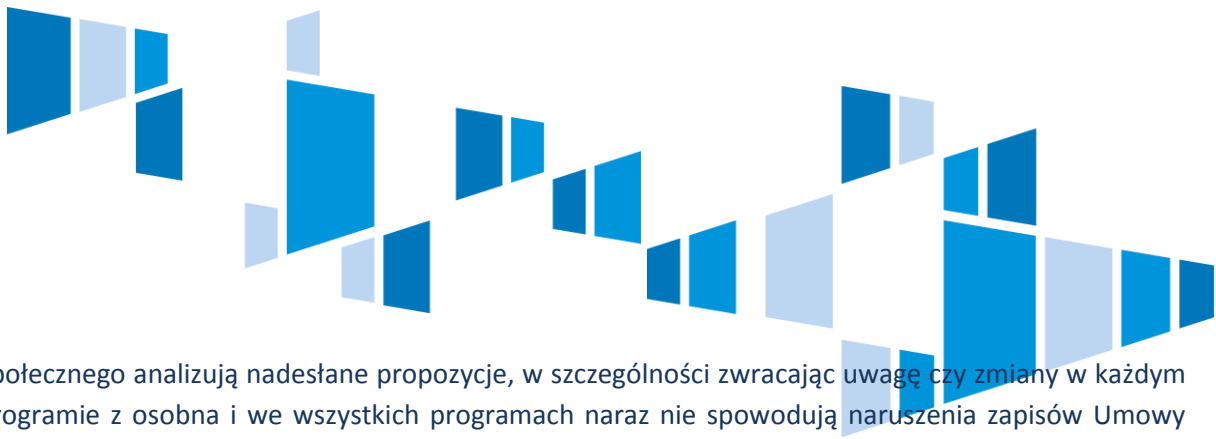 połecznego analizują nadesłane propozycje, w szczególności zwracając uwagę czy zmiany w każdym
rogramie z osobna i we wszystkich programach naraz nie spowodują naruszenia zapisów Umowy